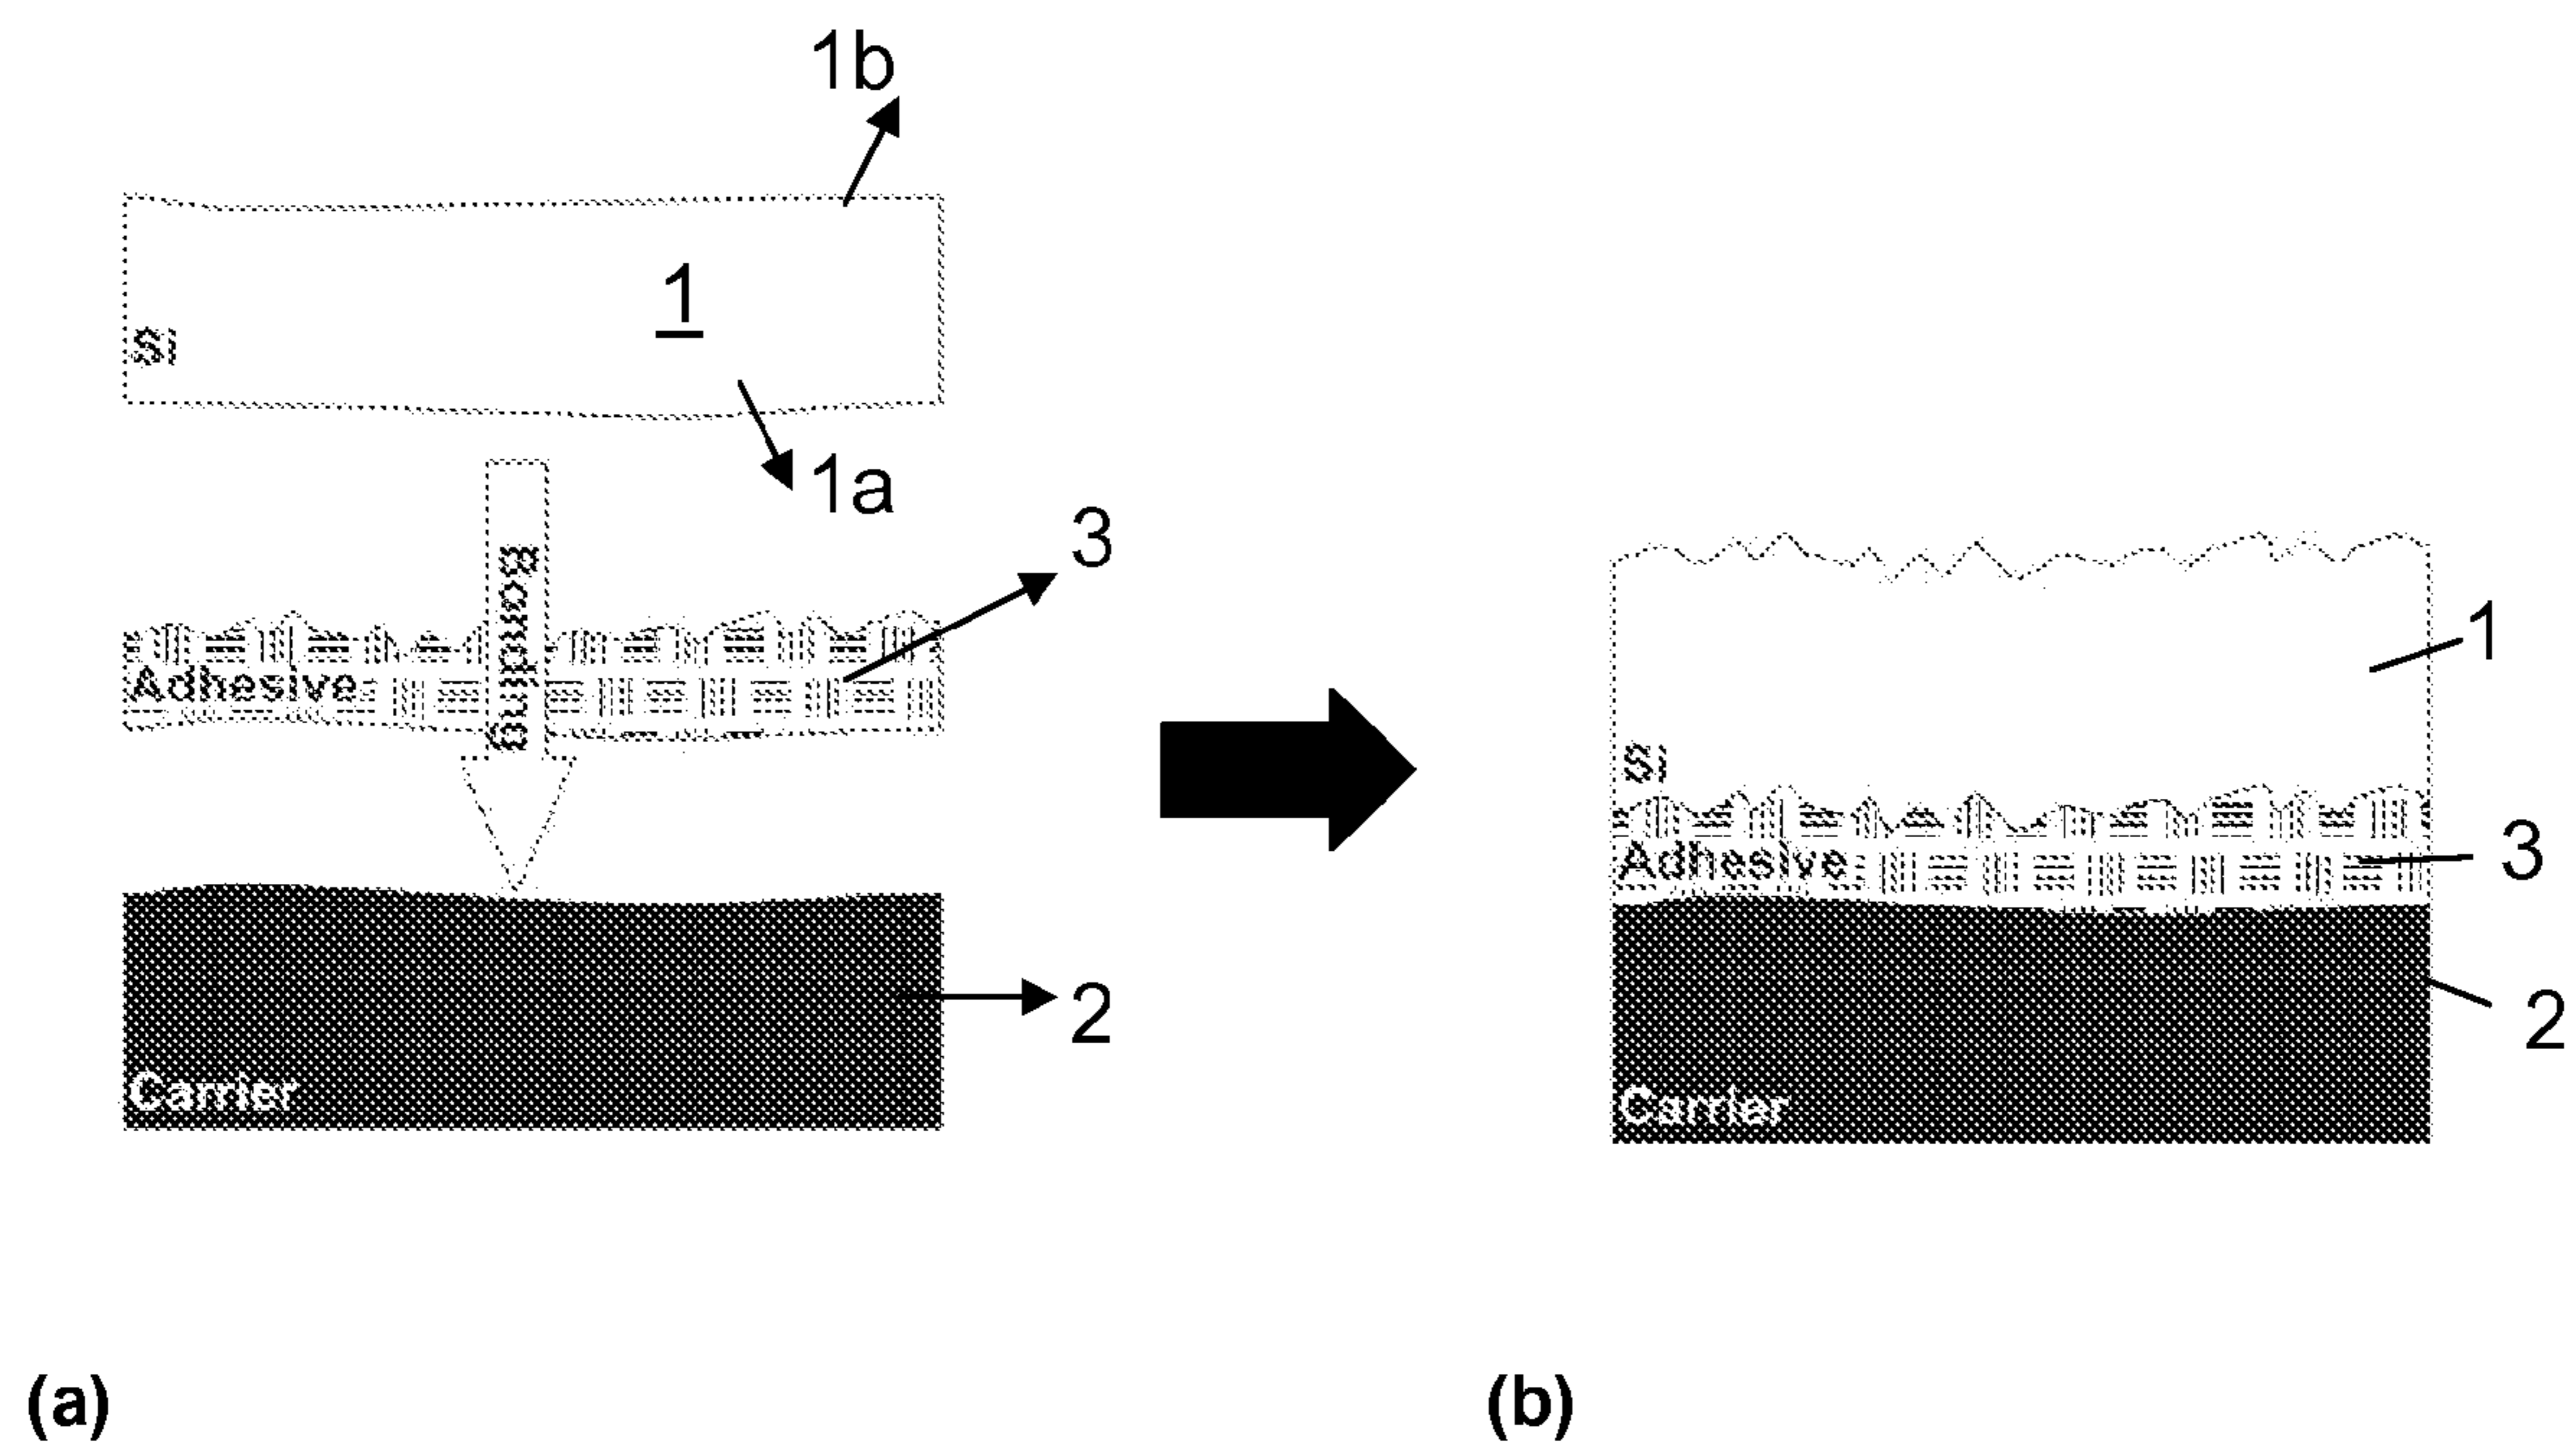 1b
1
Si
1a
3
Bonding
Adhesive
2
Carrier
1
Si
Adhesive
3
2
Carrier
(a)
(b)